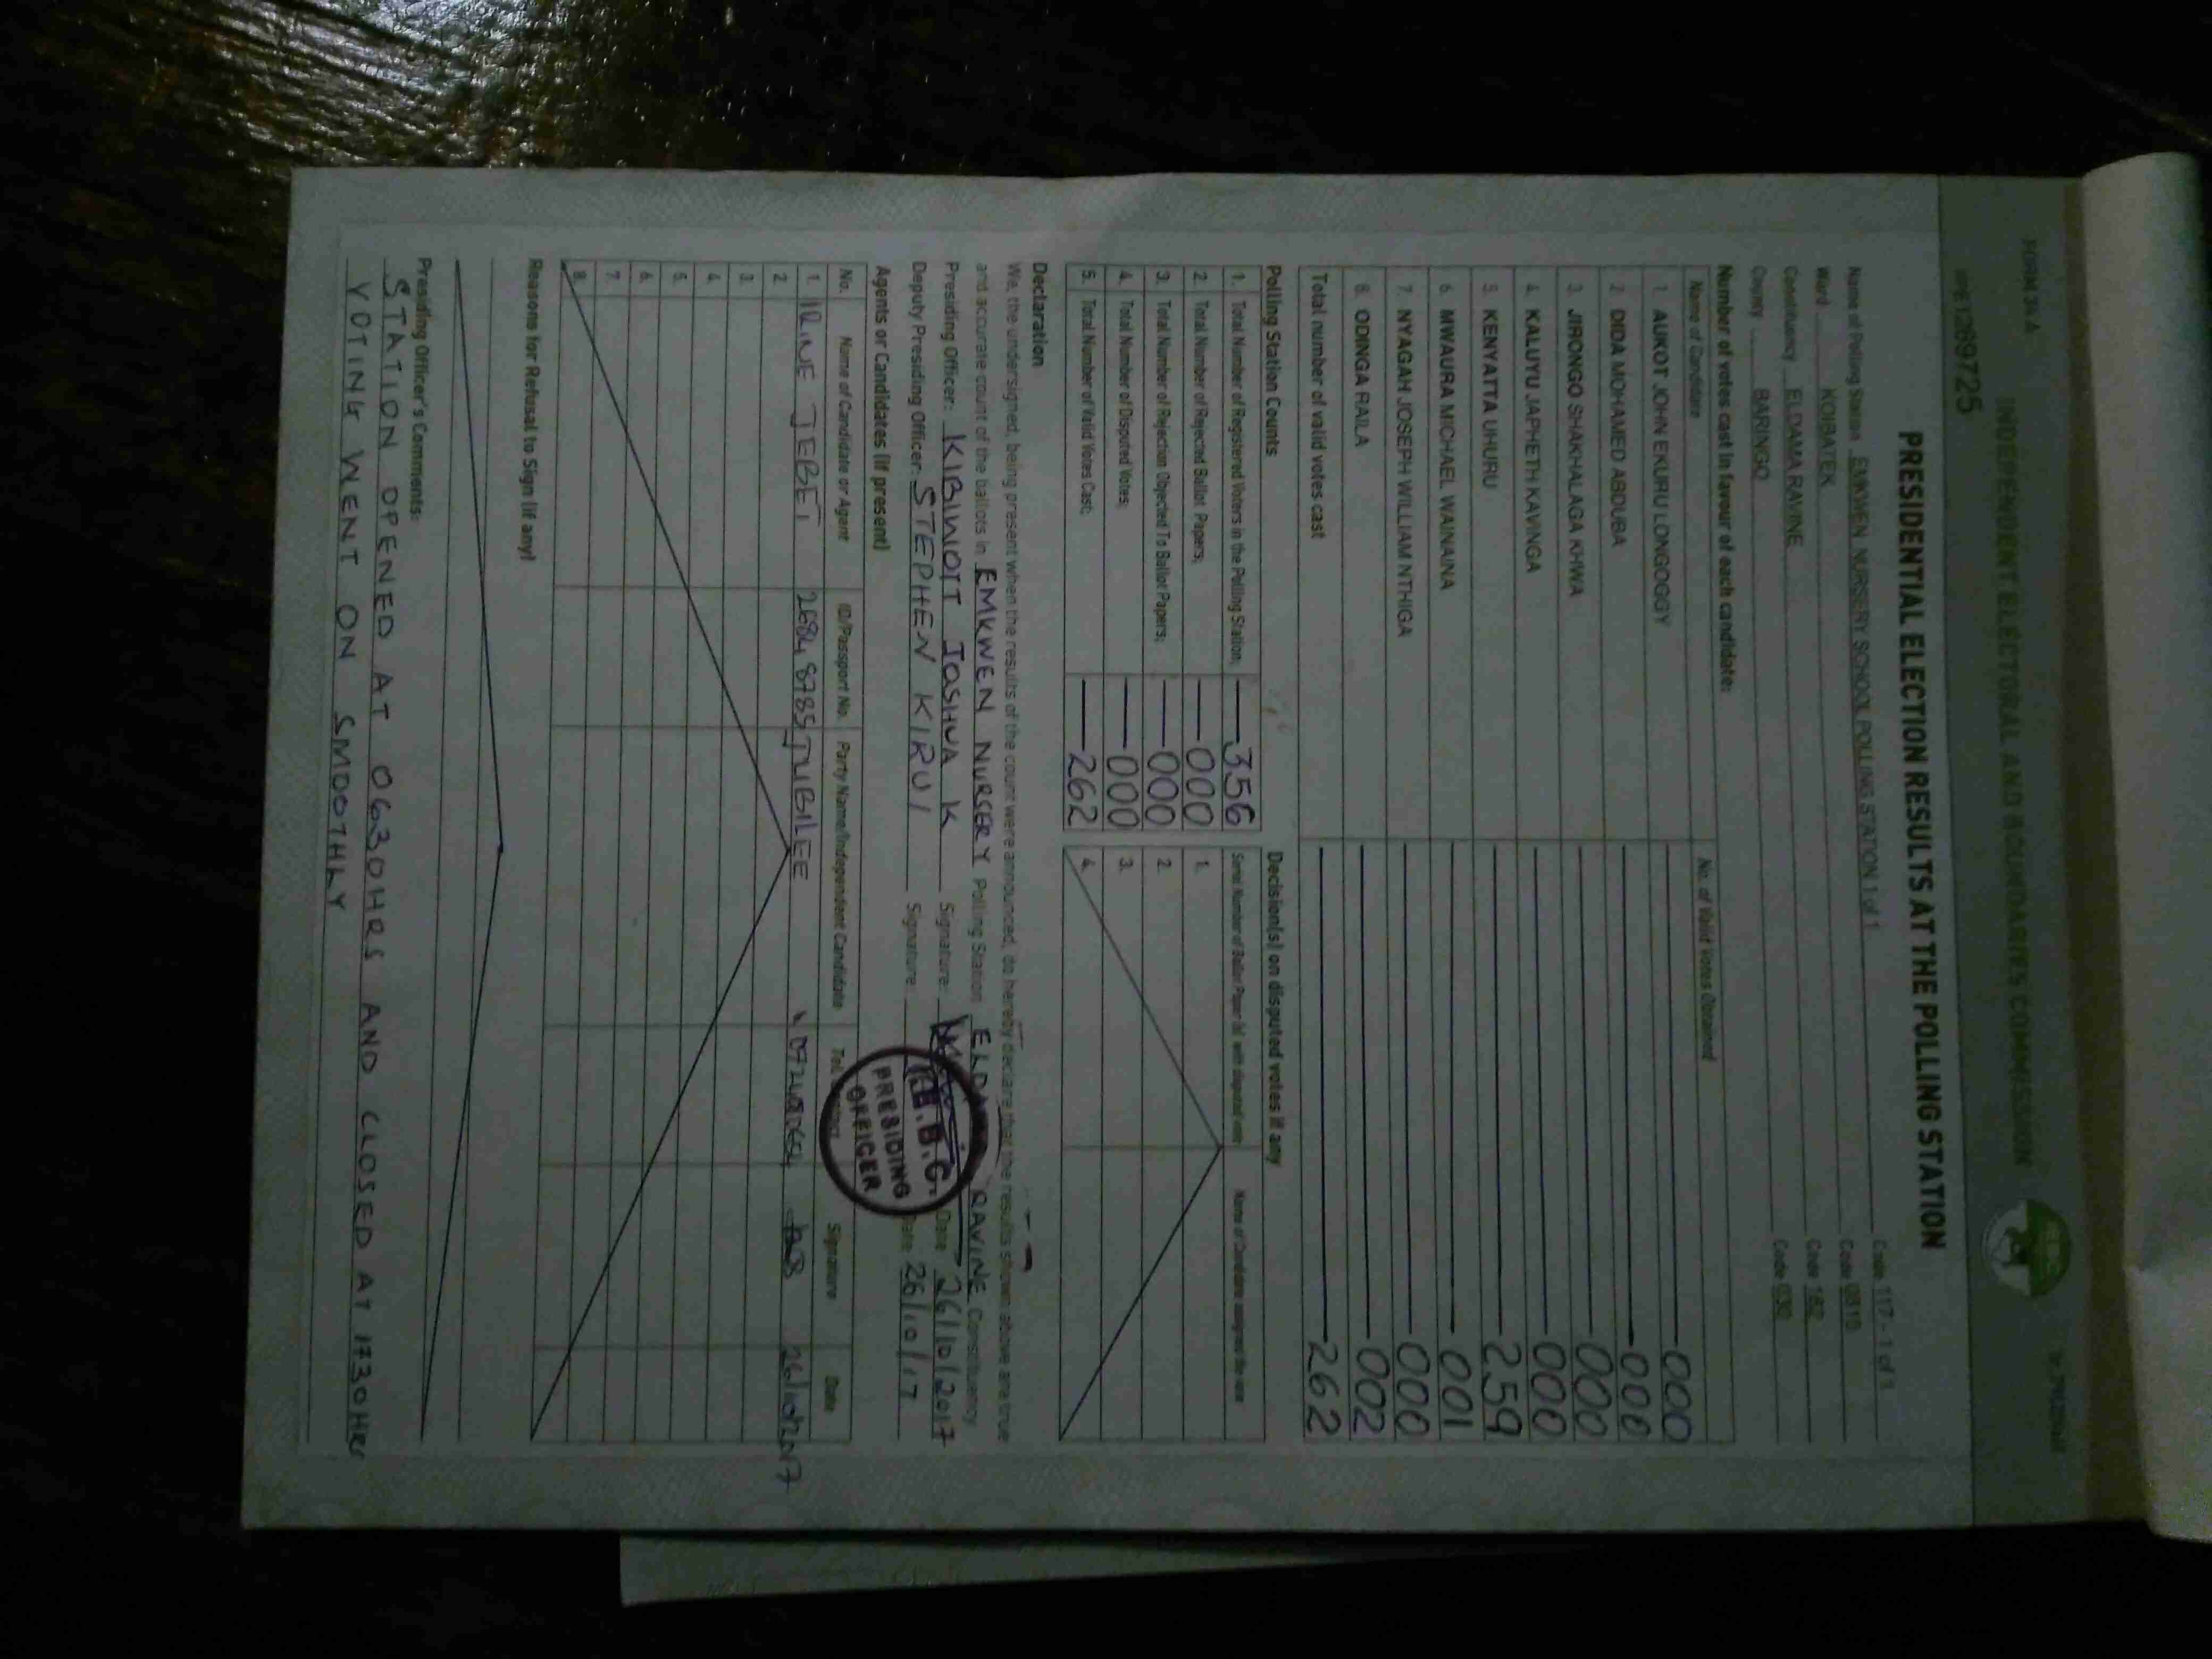 FORM 34 A
INDEPENDENT ELECTORAL AND BOUNDARIES COMMISSION
IEBC
PRESIDENTIAL ELECTION RESULTS AT THE POLLING STATION
Name of Polling Station EMKWEN NURSERY SCHOOL POLLING STATION 1 of 1 Code 117 - 1 of 1
Ward KOIBATEK Code 0810
Constituency ELDAMA RAVINE Code 162
County BARINGO Code 030
Number of votes cast in favour of each candidate:
Name of Candidate No. of Valid Votes Obtained
1. AUKOT JOHN EKURU LONGOGGY 000
2. DIDA MOHAMED ABDUBA 000
3. JIRONGO SHAKHALAGA KHWA 000
4. KALUYU JAPHETH KAVINGA 000
5. KENYATTA UHURU 259
6. MWAURA MICHAEL WAINAINA 001
7. NYAGAH JOSEPH WILLIAM NTHIGA 000
8. ODINGA RAILA 002
Total number of valid votes cast 262
Polling Station Counts Decision(s) on disputed votes if any
1. Total Number of Registered Voters in the Polling Station; 356
2. Total Number of Rejected Ballot Papers; 000
3. Total Number of Rejection Objected To Ballot Papers; 000
4. Total Number of Disputed Votes; 000
5. Total Number of Valid Votes Cast; 262
Serial Number of Ballot Paper (s) with disputed vote Name of Candidate assigned the vote
1.
2.
3.
4.
Declaration
We, the undersigned, being present when the results of the count were announced, do hereby declare that the results shown above are true
and accurate count of the ballots in EMKWEN NURSERY Polling Station ELDAMA RAVINE Constituency
Presiding Officer: KIBIWOTT JOSHUA K Signature: Date 26/10/2017
Deputy Presiding Officer: STEPHEN KIRUI Signature: Date 26/10/17
I.E.B.C.
PRESIDING
OFFICER
Agents or Candidates (if present)
No. Name of Candidate or Agent ID/Passport No. Party Name/Independent Candidate Tel. Signature Date
1. IRINE JEBET 26848785 JUBILEE 26/10/2017
2.
3.
4.
5.
6.
7.
8.
Reasons for Refusal to Sign (if any)
Presiding Officer's Comments:
STATION OPENED AT 0630HRS AND CLOSED AT 1730HRS
VOTING WENT ON SMOOTHLY